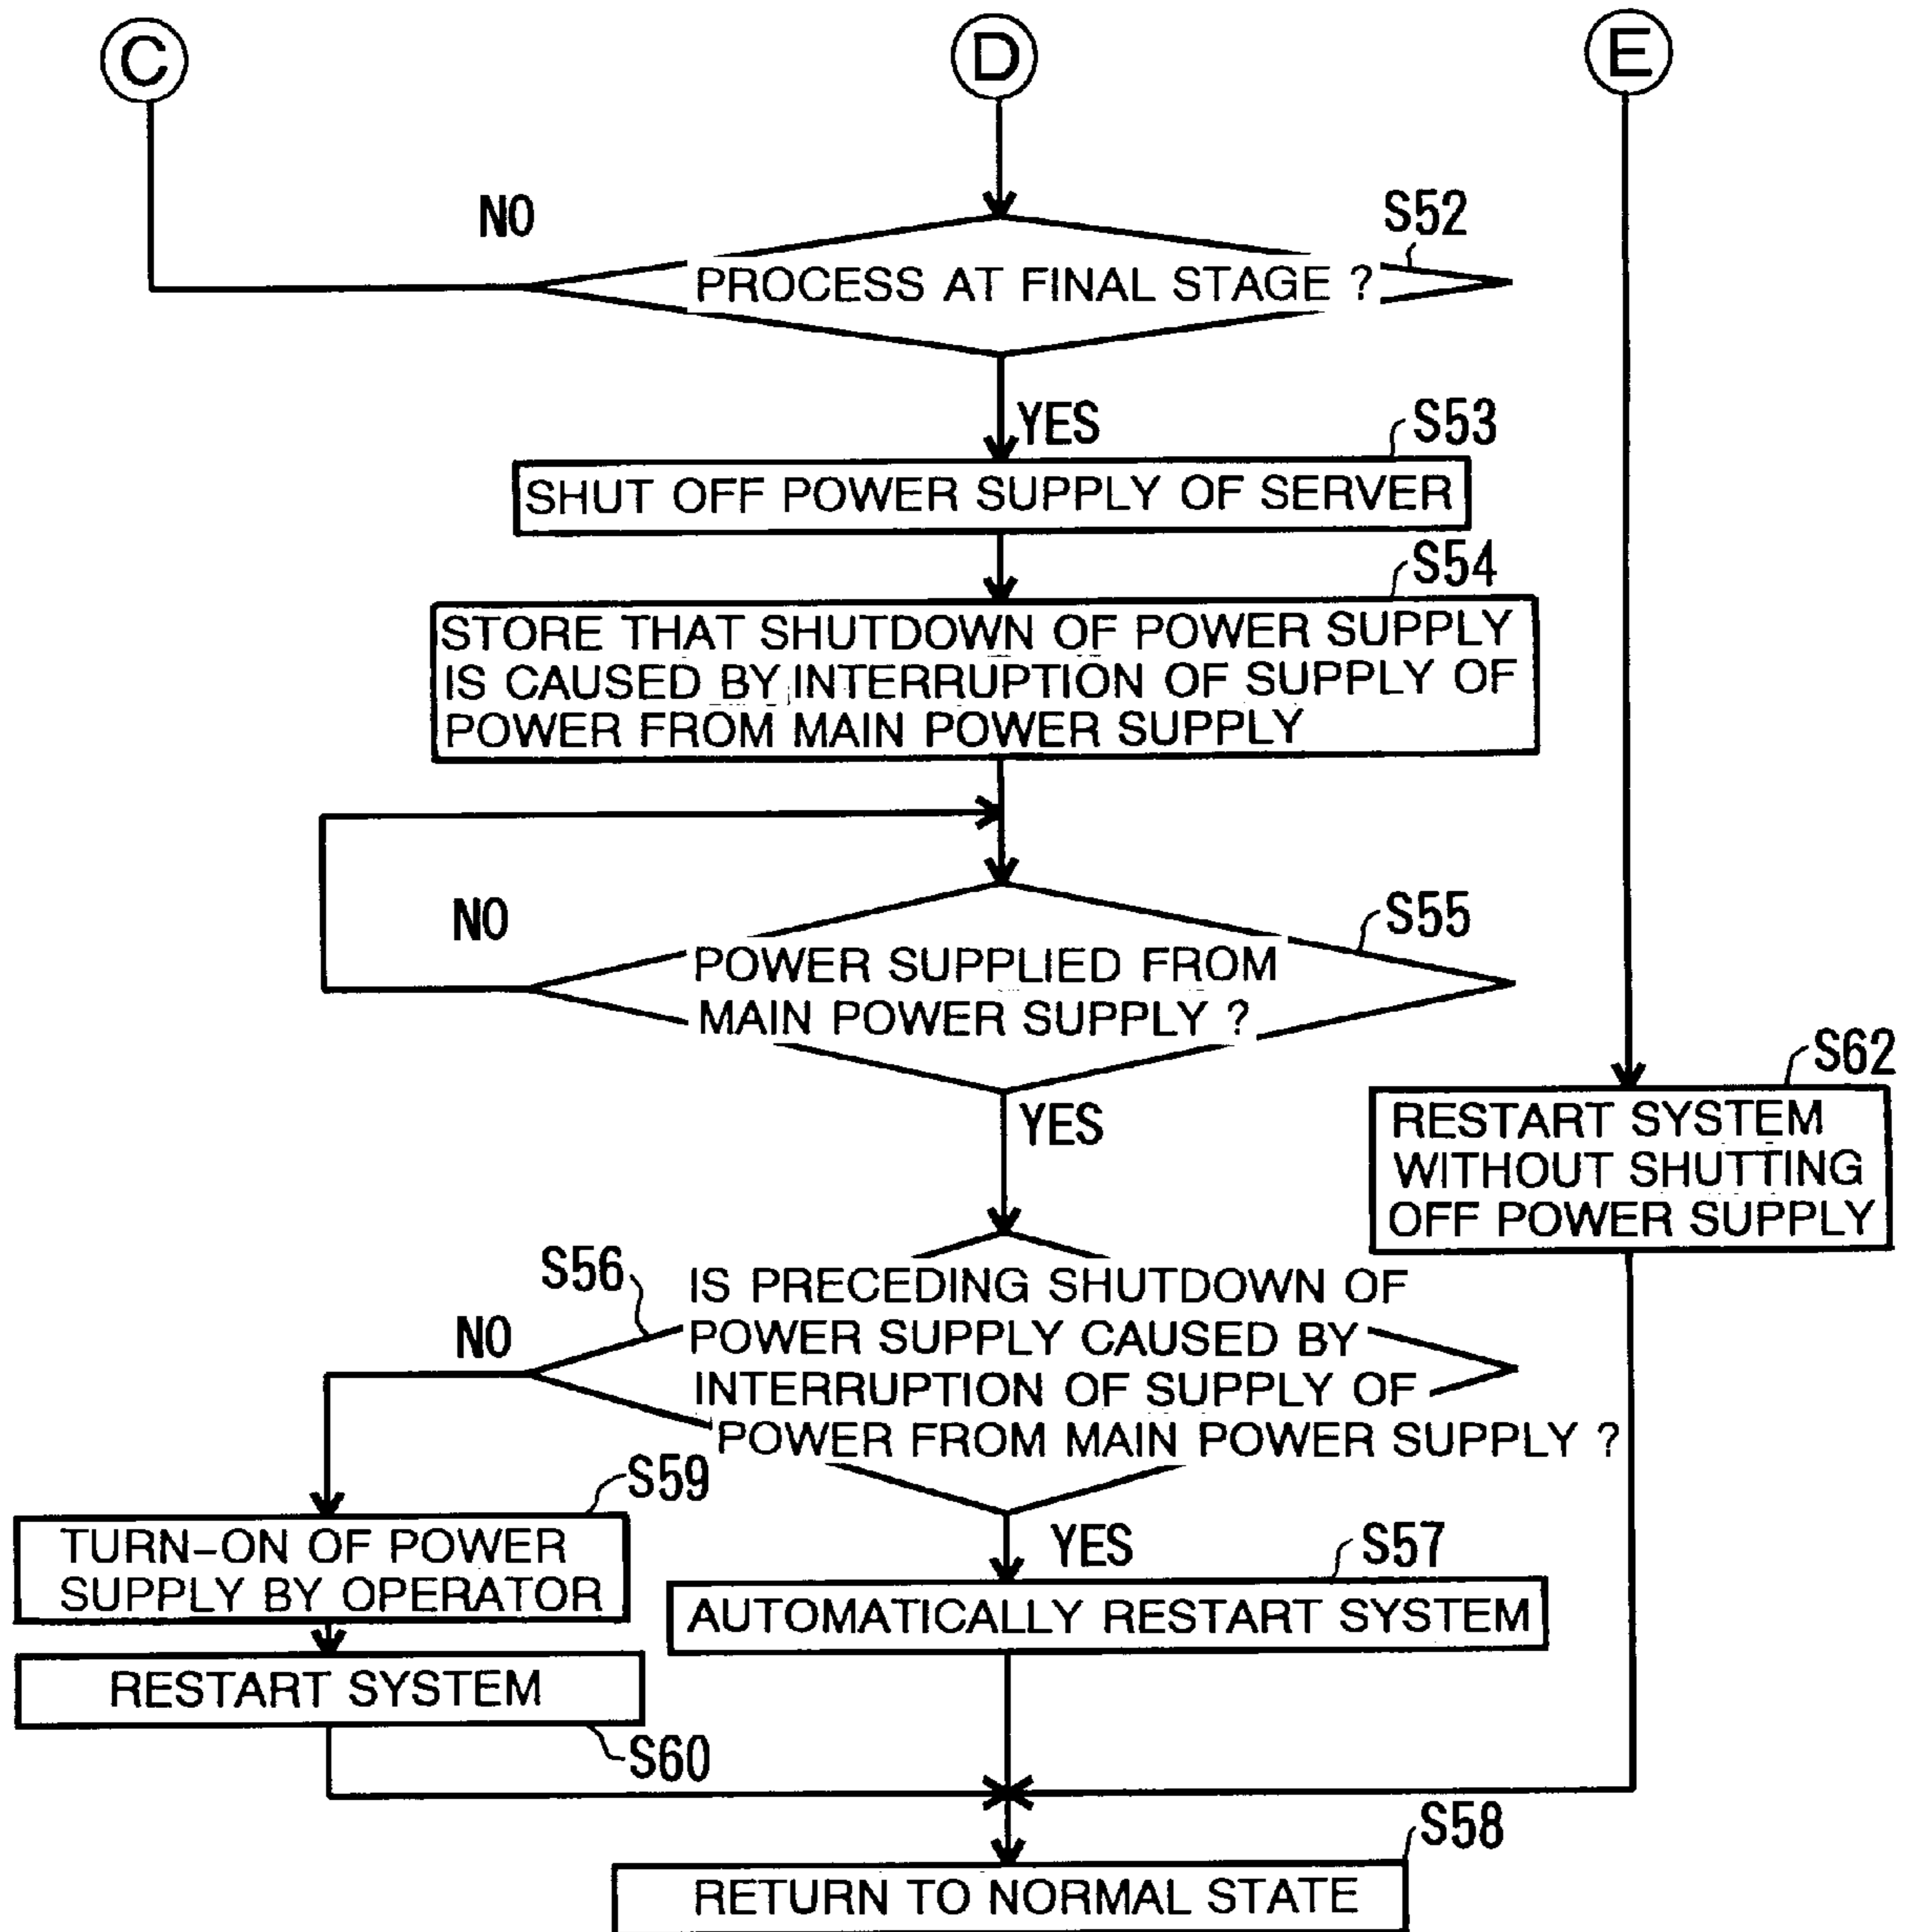 C
D
E
NO
S52
PROCESS AT FINAL STAGE ?
YES
S53
SHUT OFF POWER SUPPLY OF SERVER
S54
STORE THAT SHUTDOWN OF POWER SUPPLY
IS CAUSED BY INTERRUPTION OF SUPPLY OF
POWER FROM MAIN POWER SUPPLY
NO
S55
POWER SUPPLIED FROM
MAIN POWER SUPPLY ?
YES
S62
RESTART SYSTEM
WITHOUT SHUTTING
OFF POWER SUPPLY
S56
NO
IS PRECEDING SHUTDOWN OF
POWER SUPPLY CAUSED BY
INTERRUPTION OF SUPPLY OF
POWER FROM MAIN POWER SUPPLY ?
S59
TURN-ON OF POWER
SUPPLY BY OPERATOR
YES
S57
AUTOMATICALLY RESTART SYSTEM
RESTART SYSTEM
S60
S58
RETURN TO NORMAL STATE